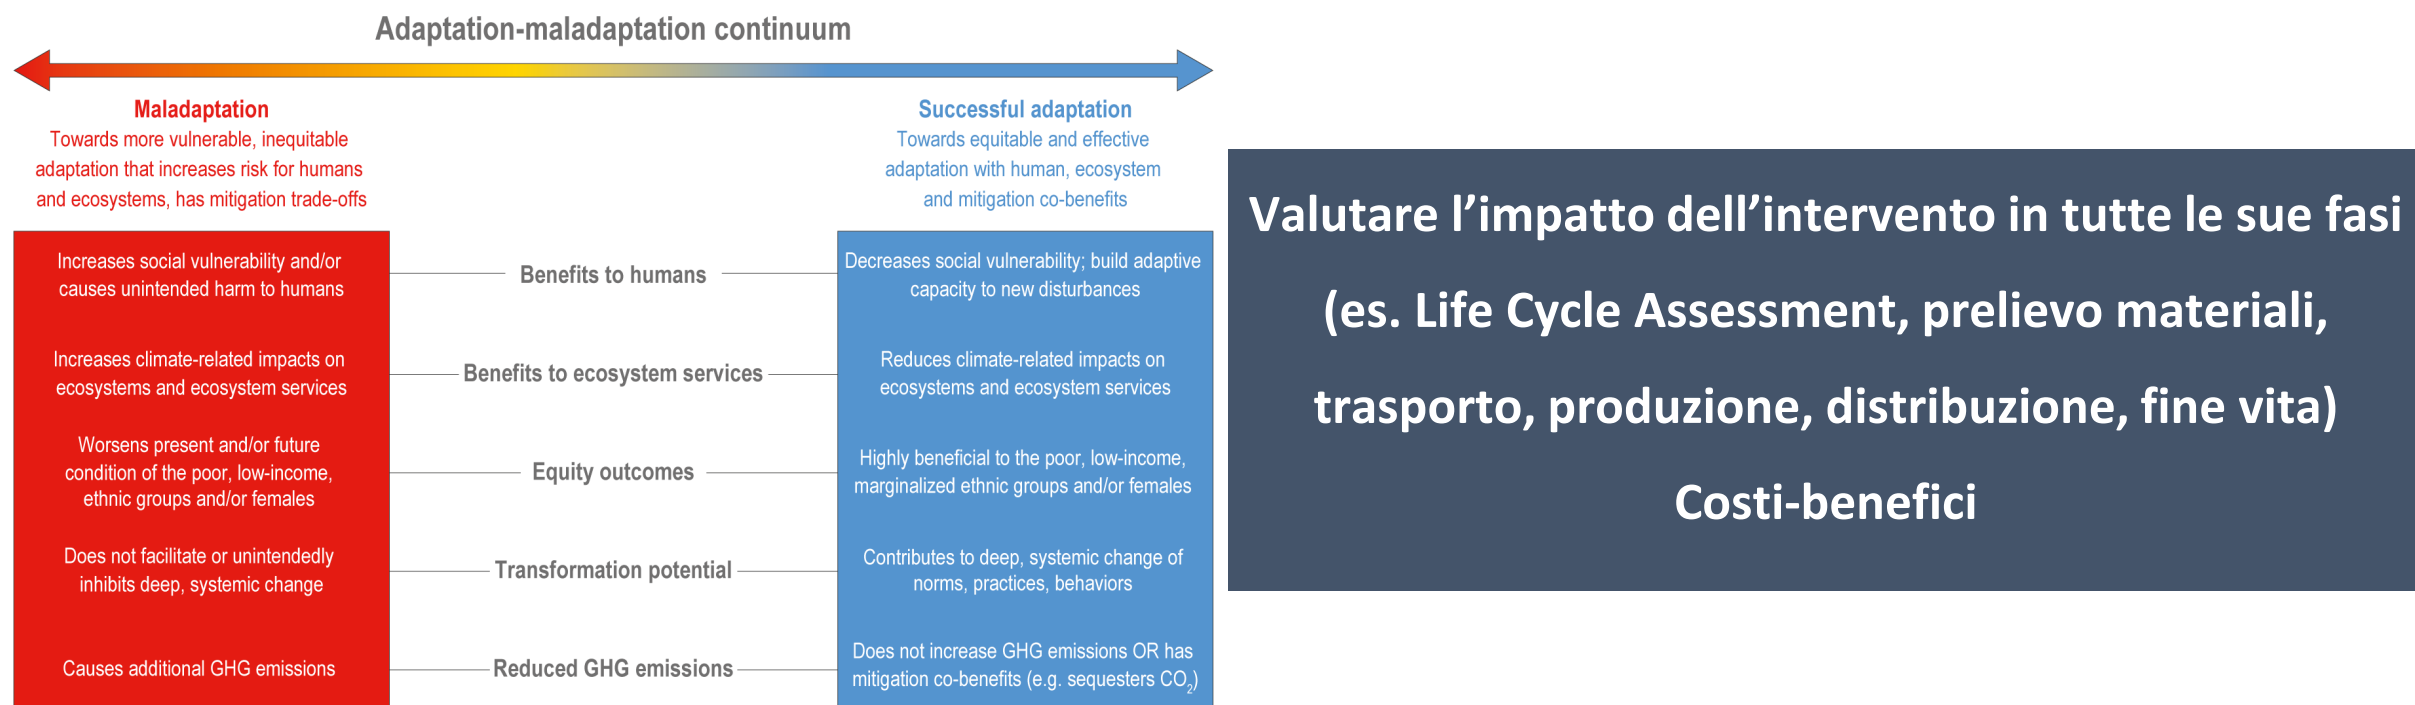 Adaptation-maladaptation continuum
Maladaptation
Towards more vulnerable, inequitable
adaptation that increases risk for humans
and ecosystems, has mitigation trade-offs
Successful adaptation
Towards equitable and effective
adaptation with human, ecosystem
and mitigation co-benefits
Increases social vulnerability and/or
causes unintended harm to humans
Benefits to humans
Decreases social vulnerability; build adaptive
capacity to new disturbances
Increases climate-related impacts on
ecosystems and ecosystem services
Benefits to ecosystem services
Reduces climate-related impacts on
ecosystems and ecosystem services
Worsens present and/or future
condition of the poor, low-income,
ethnic groups and/or females
Equity outcomes
Highly beneficial to the poor, low-income,
marginalized ethnic groups and/or females
Does not facilitate or unintendedly
inhibits deep, systemic change
Transformation potential
Contributes to deep, systemic change of
norms, practices, behaviors
Causes additional GHG emissions
Reduced GHG emissions
Does not increase GHG emissions OR has
mitigation co-benefits (e.g. sequesters CO₂)
Valutare l’impatto dell’intervento in tutte le sue fasi
(es. Life Cycle Assessment, prelievo materiali,
trasporto, produzione, distribuzione, fine vita)
Costi-benefici